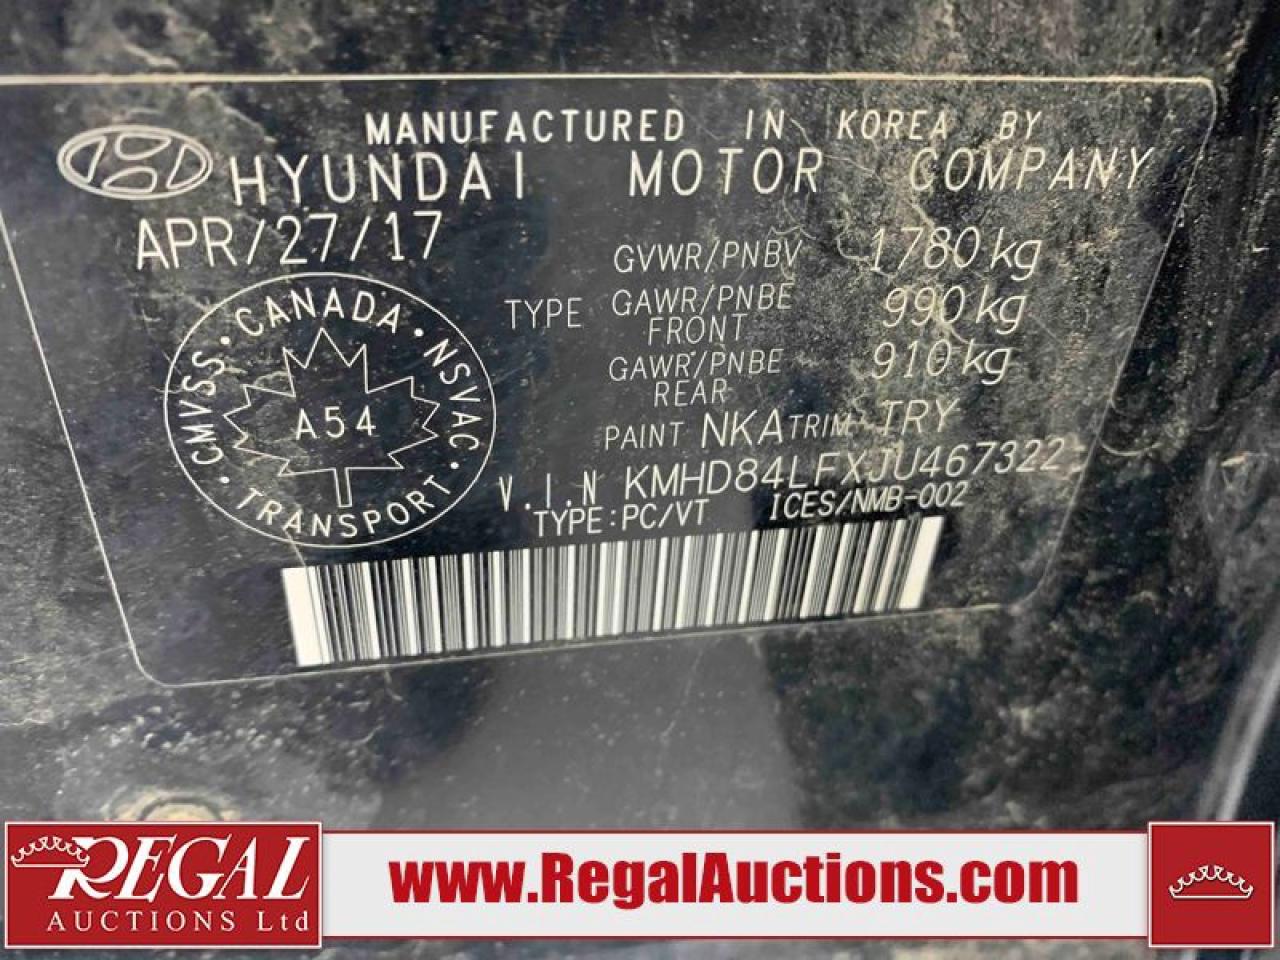 MANUFACTURED IN KOREA BY
HYUNDAI MOTOR COMPANY
APR/27/17
GVWR/PNBV 1780 kg
TYPE GAWR/PNBE FRONT 990 kg
GAWR/PNBE REAR 910 kg
PAINT NKA TRIM TRY
V.I.N KMHD84LFXJU467322
TYPE:PC/VT ICES/NMB-002
CMVSS · CANADA · NSVAC · TRANSPORT ·
A54
REGAL
AUCTIONS Ltd
www.RegalAuctions.com